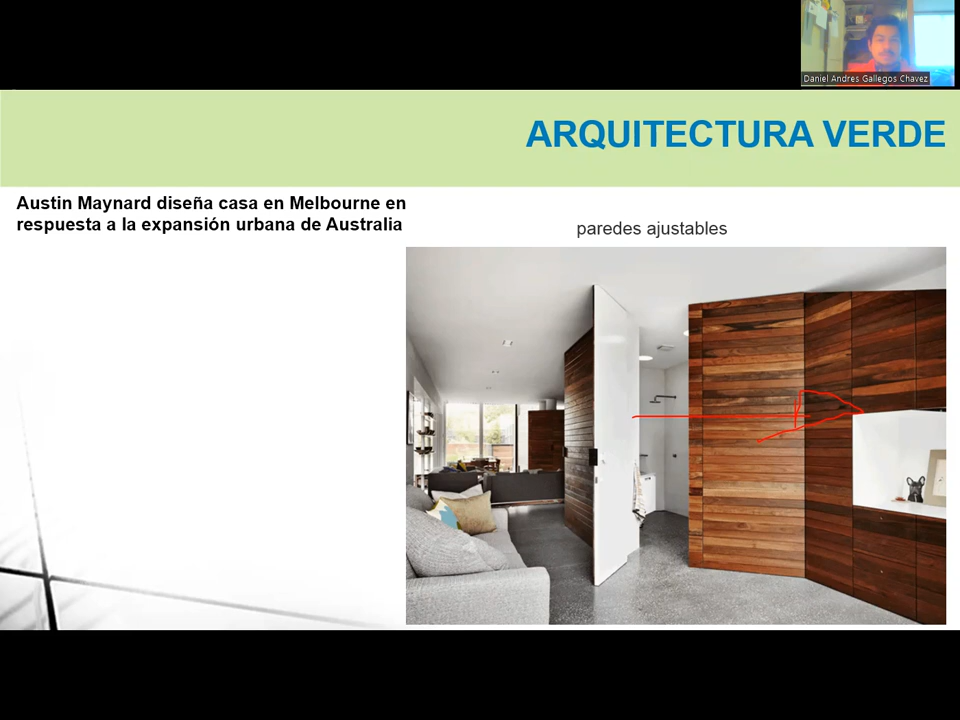 Daniel Andres Gallegos Chavez
ARQUITECTURA VERDE
Austin Maynard diseña casa en Melbourne en
respuesta a la expansión urbana de Australia
paredes ajustables